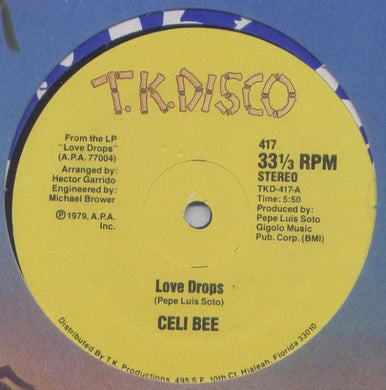 T.K.DISCO
From the LP
"Love Drops"
(A.P.A. 77004)
Arranged by:
Hector Garrido
Engineered by:
Michael Brower
Ⓟ 1979, A.P.A.
Inc.
417
33⅓ RPM
STEREO
TKD-417-A
Time: 5:50
Produced by:
Pepe Luis Soto
Gigolo Music
Pub. Corp. (BMI)
Love Drops
(Pepe Luis Soto)
CELI BEE
Distributed By T.K. Productions, 495 S.E. 10th Ct, Hialeah, Florida 33010